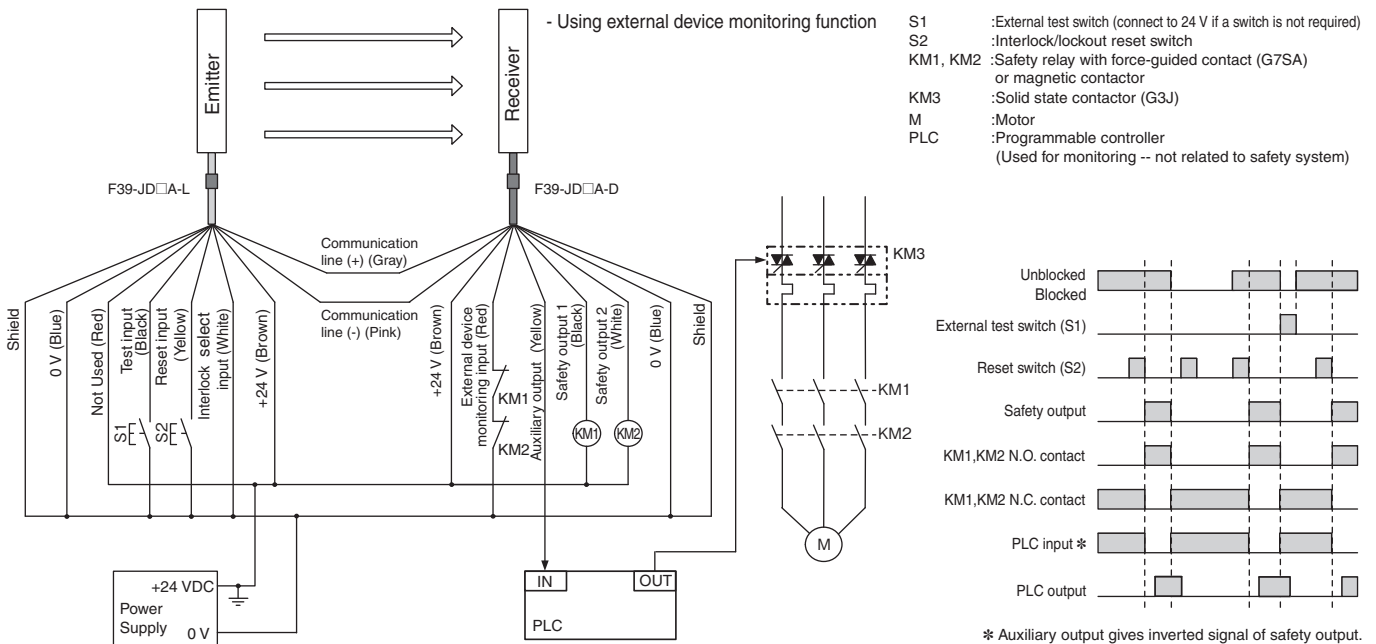 - Using external device monitoring function
S1 :External test switch (connect to 24 V if a switch is not required)
S2 :Interlock/lockout reset switch
KM1, KM2 :Safety relay with force-guided contact (G7SA)
or magnetic contactor
KM3 :Solid state contactor (G3J)
M :Motor
PLC :Programmable controller
(Used for monitoring -- not related to safety system)
Emitter
Receiver
F39-JD□A-L
F39-JD□A-D
Communication
line (+) (Gray)
Communication
line (-) (Pink)
Shield
0 V (Blue)
Not Used (Red)
Test input
(Black)
Reset input
(Yellow)
Interlock select
input (White)
+24 V (Brown)
+24 V (Brown)
External device
monitoring input (Red)
Auxiliary output (Yellow)
Safety output 1
(Black)
Safety output 2
(White)
0 V (Blue)
Shield
S1
S2
KM1
KM2
KM1
KM2
+24 VDC
Power
Supply
0 V
IN
OUT
PLC
KM3
KM1
KM2
M
Unblocked
Blocked
External test switch (S1)
Reset switch (S2)
Safety output
KM1,KM2 N.O. contact
KM1,KM2 N.C. contact
PLC input ✻
PLC output
✻ Auxiliary output gives inverted signal of safety output.